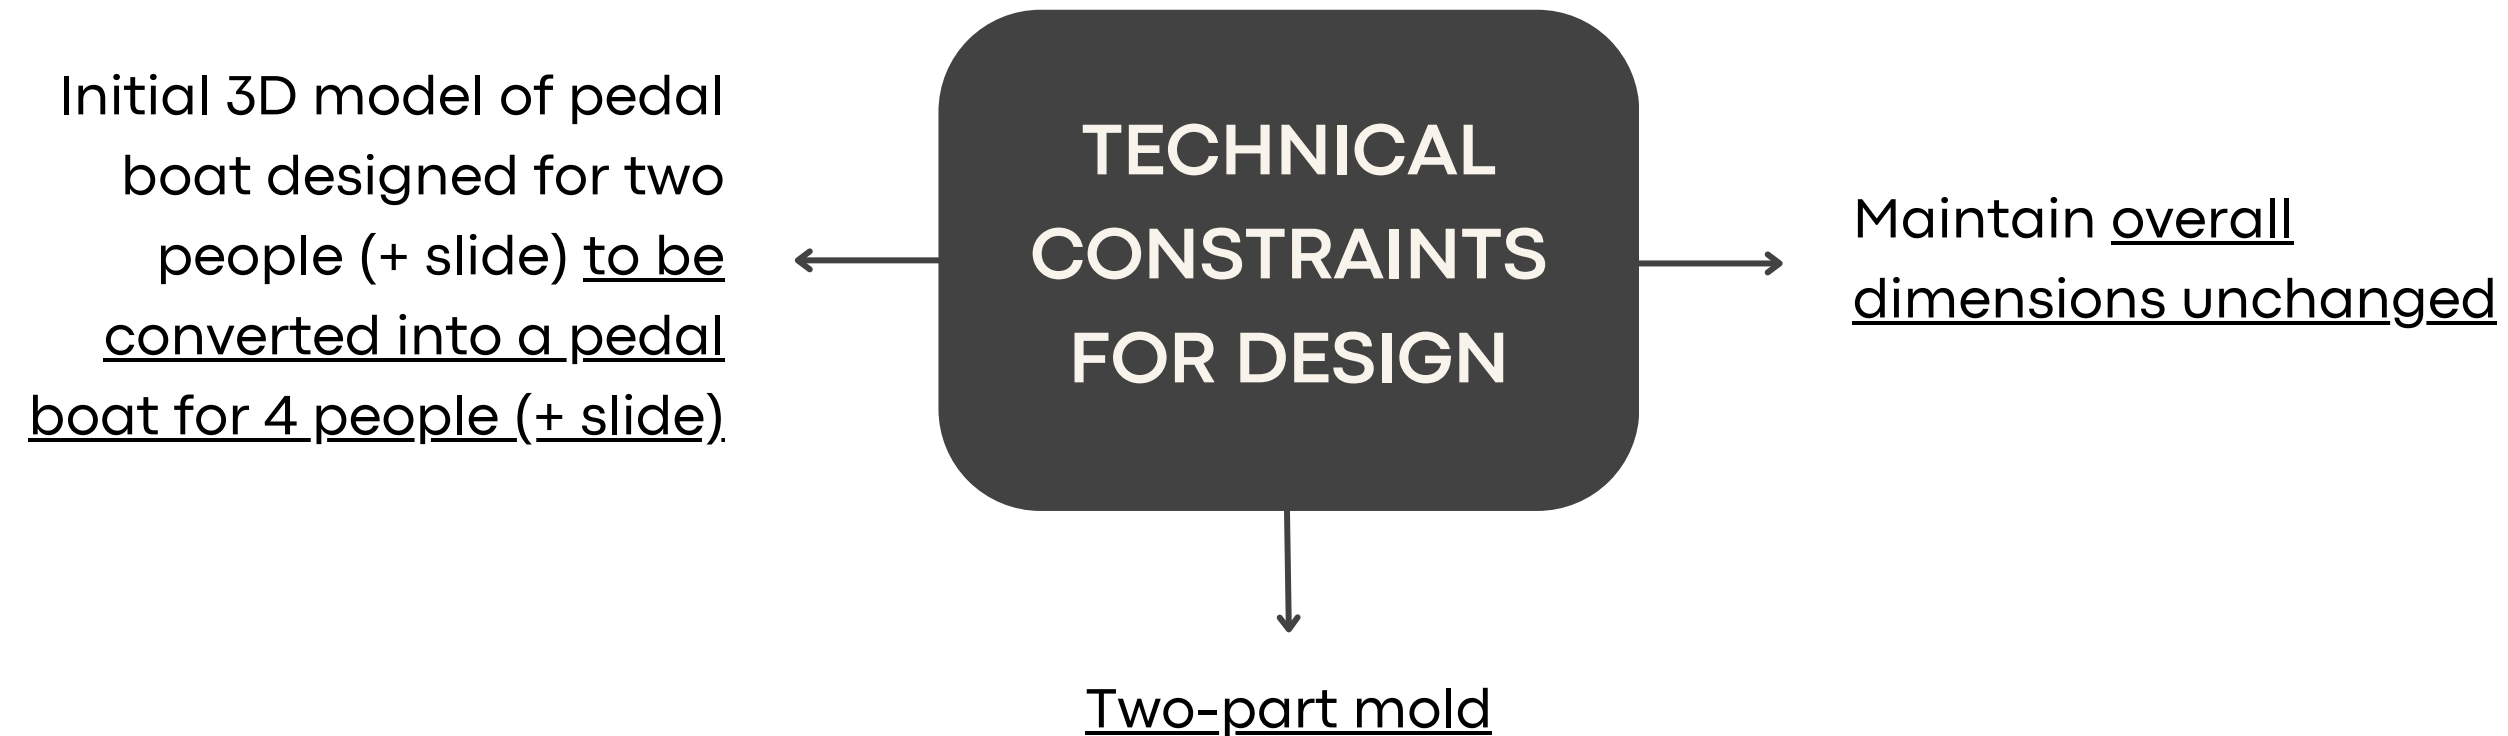 Initial 3D model of pedal
boat designed for two
people (+ slide) to be
converted into a pedal
boat for 4 people (+ slide).
TECHNICAL
CONSTRAINTS
FOR DESIGN
Maintain overall
dimensions unchanged
Two-part mold